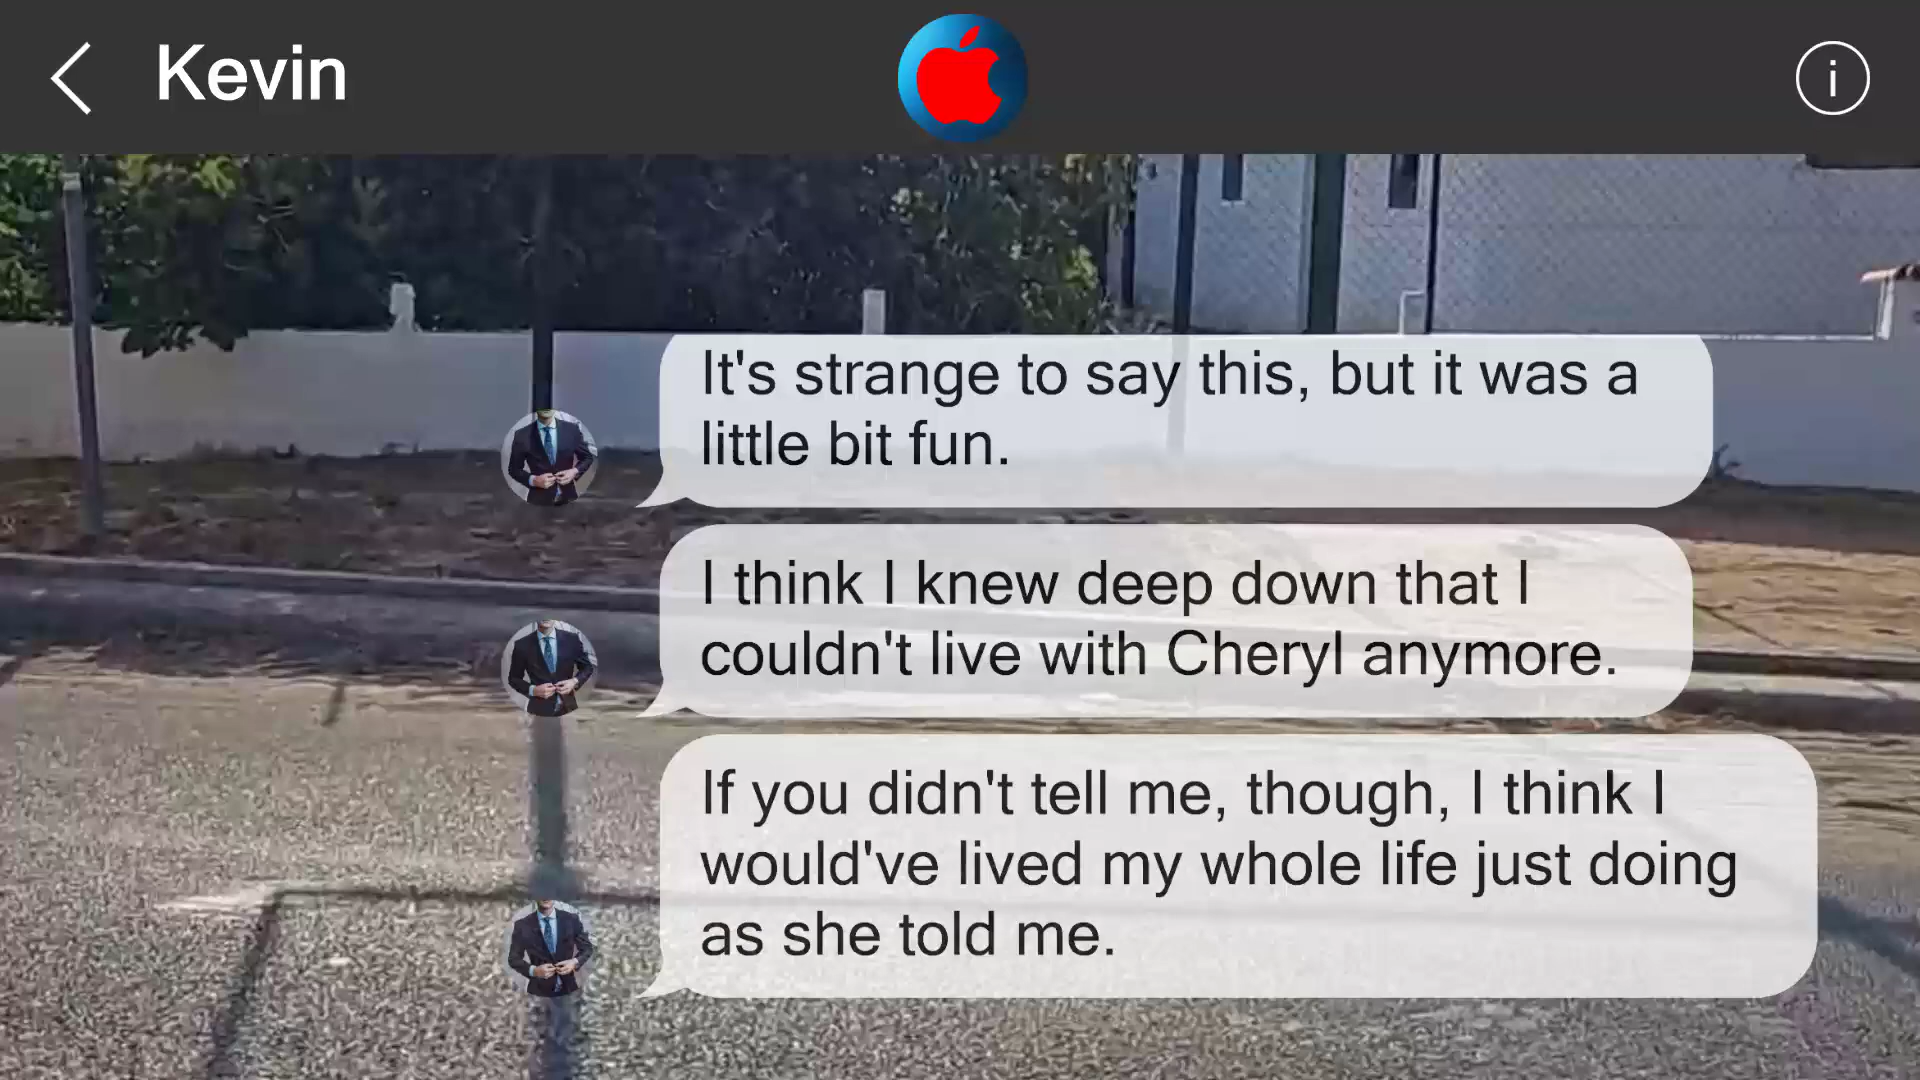 Kevin
i
It's strange to say this, but it was a
little bit fun.
I think I knew deep down that I
couldn't live with Cheryl anymore.
If you didn't tell me, though, I think I
would've lived my whole life just doing
as she told me.